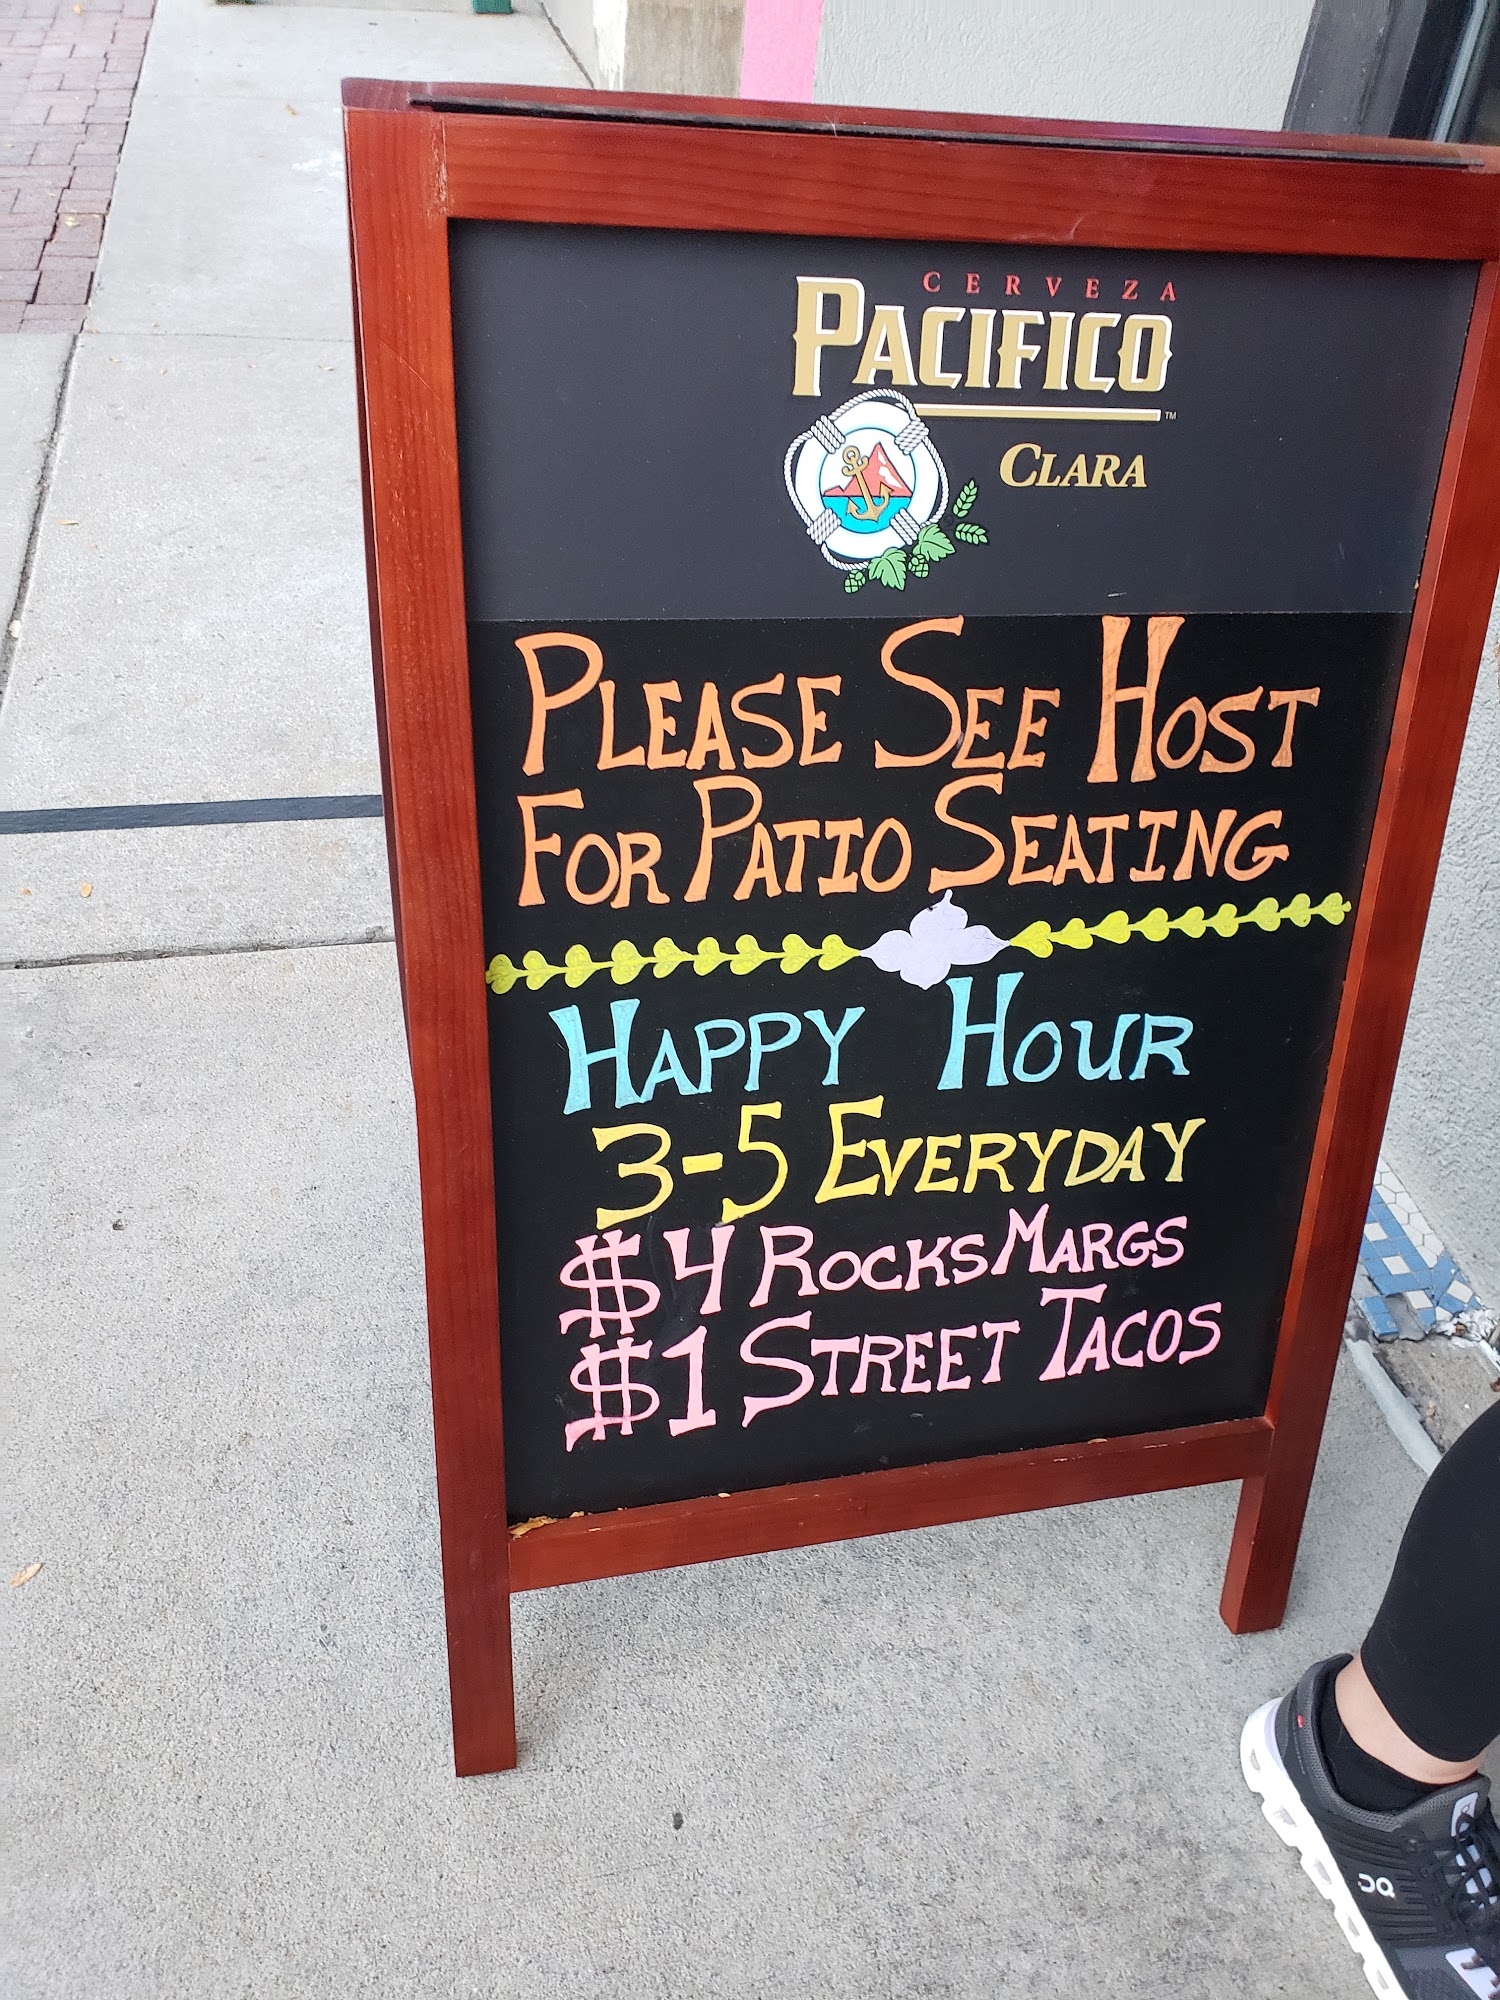 CERVEZA
PACIFICO
™
CLARA
PLEASE SEE HOST
FOR PATIO SEATING
HAPPY HOUR
3-5 EVERYDAY
$4 ROCKS MARGS
$1 STREET TACOS